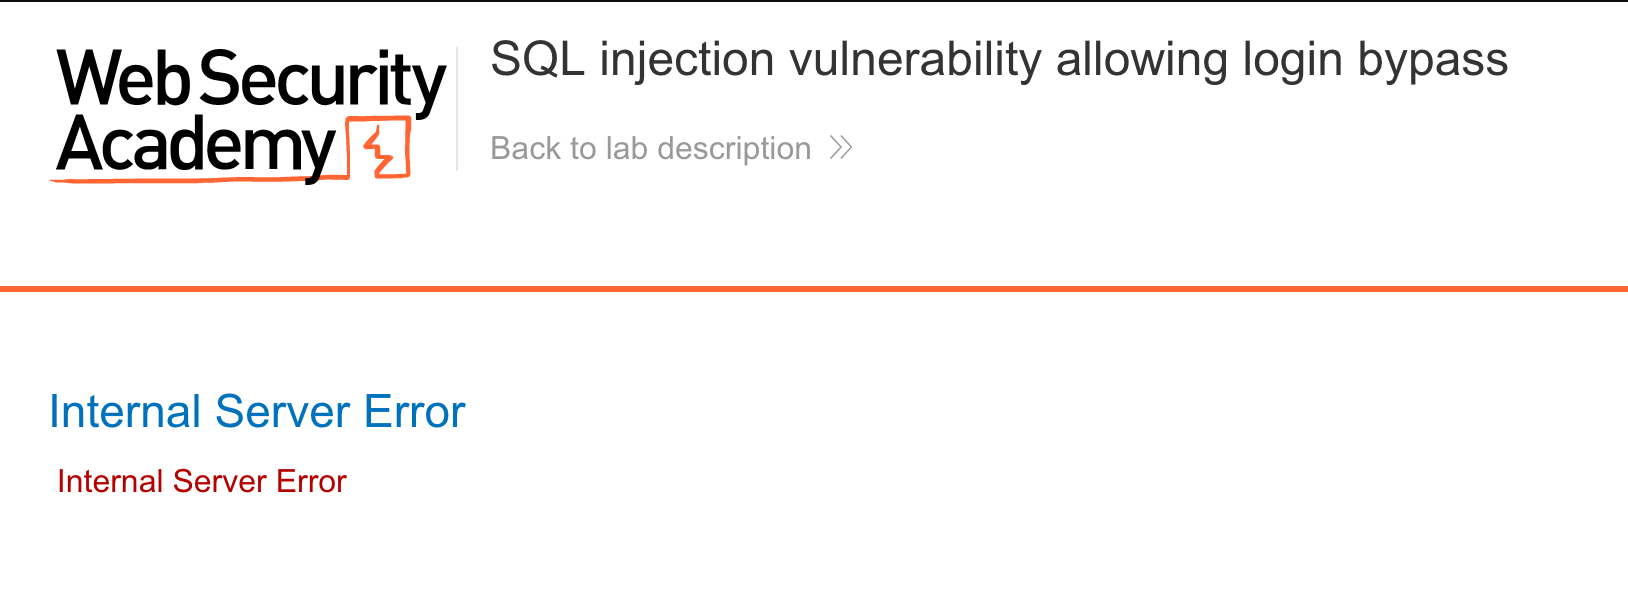 Web Security
Academy
SQL injection vulnerability allowing login bypass
Back to lab description
Internal Server Error
Internal Server Error